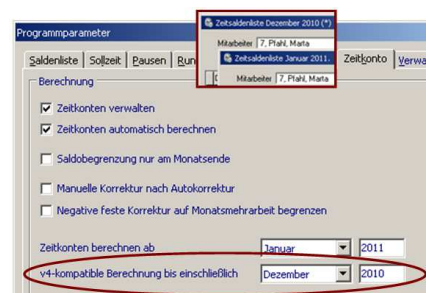 Programmparameter
Zeitsaldenliste Dezember 2010 (*)
Mitarbeiter 7, Pfahl, Marta
Zeitsaldenliste Januar 2011.
Mitarbeiter 7, Pfahl, Marta
Saldenliste Sollzeit Pausen Run Zeitkonto Verwa
Berechnung
Zeitkonten verwalten
Zeitkonten automatisch berechnen
Saldobegrenzung nur am Monatsende
Manuelle Korrektur nach Autokorrektur
Negative feste Korrektur auf Monatsmehrarbeit begrenzen
Zeitkonten berechnen ab Januar 2011
v4-kompatible Berechnung bis einschließlich Dezember 2010